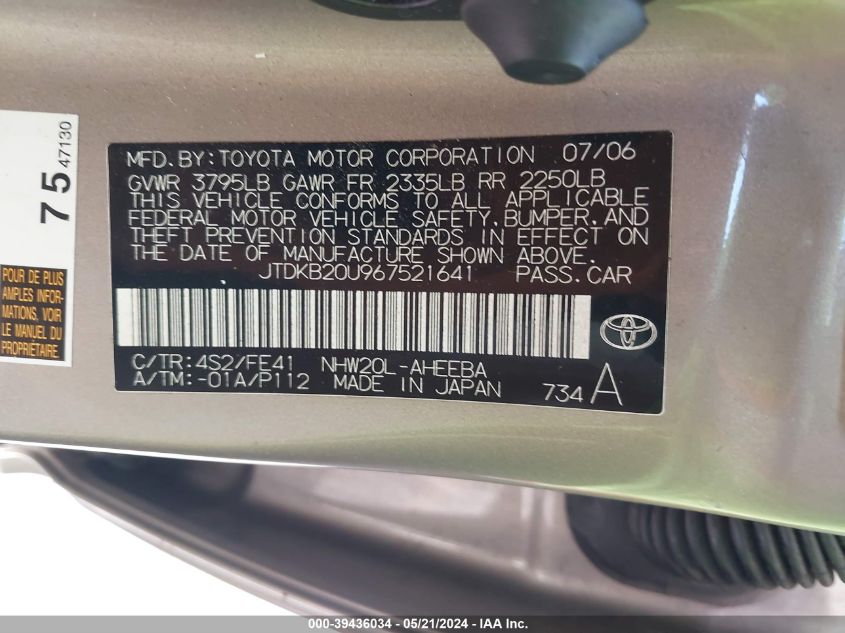 75
47130
POUR DE PLUS
AMPLES INFOR-
MATIONS, VOIR
LE MANUEL DU
PROPRIÉTAIRE.
MFD. BY: TOYOTA MOTOR CORPORATION 07/06
GVWR 3795LB GAWR FR 2335LB RR 2250LB
THIS VEHICLE CONFORMS TO ALL APPLICABLE
FEDERAL MOTOR VEHICLE SAFETY, BUMPER, AND
THEFT PREVENTION STANDARDS IN EFFECT ON
THE DATE OF MANUFACTURE SHOWN ABOVE.
JTDKB20U967521641 PASS. CAR
C/TR: 4S2/FE41 NHW20L-AHEEBA
A/TM: -01A/P112 MADE IN JAPAN 734 A
000-39436034 - 05/21/2024 - IAA Inc.